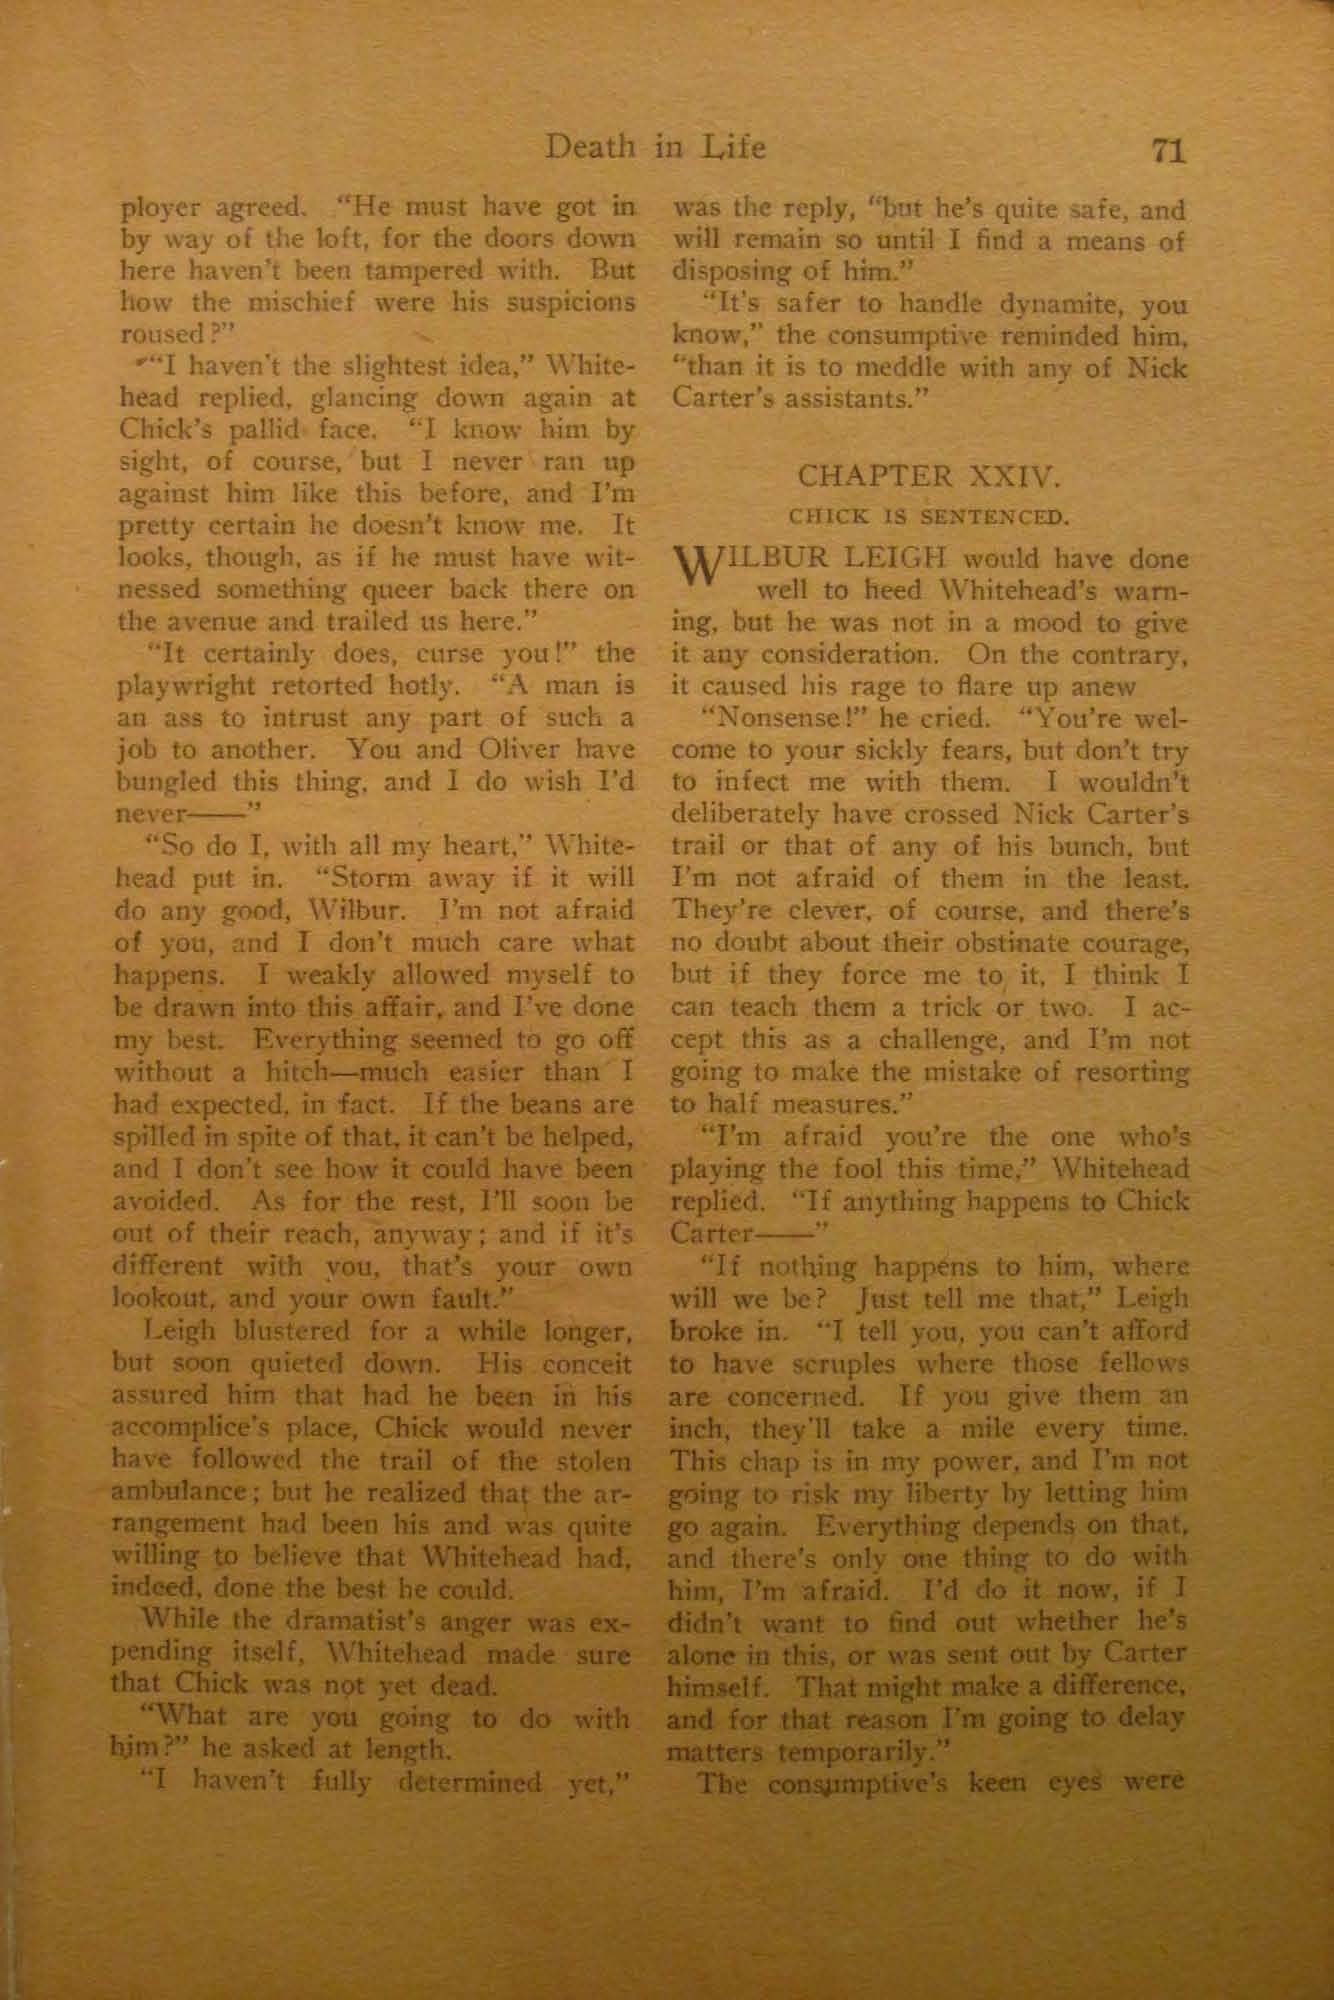 Death in Life
71
ployer agreed. “He must have got in
by way of the loft, for the doors down
here haven’t been tampered with. But
how the mischief were his suspicions
roused?”
“I haven’t the slightest idea,” White-
head replied, glancing down again at
Chick’s pallid face. “I know him by
sight, of course, but I never ran up
against him like this before, and I’m
pretty certain he doesn’t know me. It
looks, though, as if he must have wit-
nessed something queer back there on
the avenue and trailed us here.”
“It certainly does, curse you!” the
playwright retorted hotly. “A man is
an ass to intrust any part of such a
job to another. You and Oliver have
bungled this thing, and I do wish I’d
never——”
“So do I, with all my heart,” White-
head put in. “Storm away if it will
do any good, Wilbur. I’m not afraid
of you, and I don’t much care what
happens. I weakly allowed myself to
be drawn into this affair, and I’ve done
my best. Everything seemed to go off
without a hitch—much easier than I
had expected, in fact. If the beans are
spilled in spite of that, it can’t be helped,
and I don’t see how it could have been
avoided. As for the rest, I’ll soon be
out of their reach, anyway; and if it’s
different with you, that’s your own
lookout, and your own fault.”
Leigh blustered for a while longer,
but soon quieted down. His conceit
assured him that had he been in his
accomplice’s place, Chick would never
have followed the trail of the stolen
ambulance; but he realized that the ar-
rangement had been his and was quite
willing to believe that Whitehead had,
indeed, done the best he could.
While the dramatist’s anger was ex-
pending itself, Whitehead made sure
that Chick was not yet dead.
“What are you going to do with
him?” he asked at length.
“I haven’t fully determined yet,”
was the reply, “but he’s quite safe, and
will remain so until I find a means of
disposing of him.”
“It’s safer to handle dynamite, you
know,” the consumptive reminded him,
“than it is to meddle with any of Nick
Carter’s assistants.”
CHAPTER XXIV.
CHICK IS SENTENCED.
WILBUR LEIGH would have done
well to heed Whitehead’s warn-
ing, but he was not in a mood to give
it any consideration. On the contrary,
it caused his rage to flare up anew
“Nonsense!” he cried. “You’re wel-
come to your sickly fears, but don’t try
to infect me with them. I wouldn’t
deliberately have crossed Nick Carter’s
trail or that of any of his bunch, but
I’m not afraid of them in the least.
They’re clever, of course, and there’s
no doubt about their obstinate courage,
but if they force me to it, I think I
can teach them a trick or two. I ac-
cept this as a challenge, and I’m not
going to make the mistake of resorting
to half measures.”
“I’m afraid you’re the one who’s
playing the fool this time,” Whitehead
replied. “If anything happens to Chick
Carter——”
“If nothing happens to him, where
will we be? Just tell me that,” Leigh
broke in. “I tell you, you can’t afford
to have scruples where those fellows
are concerned. If you give them an
inch, they’ll take a mile every time.
This chap is in my power, and I’m not
going to risk my liberty by letting him
go again. Everything depends on that,
and there’s only one thing to do with
him, I’m afraid. I’d do it now, if I
didn’t want to find out whether he’s
alone in this, or was sent out by Carter
himself. That might make a difference,
and for that reason I’m going to delay
matters temporarily.”
The consumptive’s keen eyes were